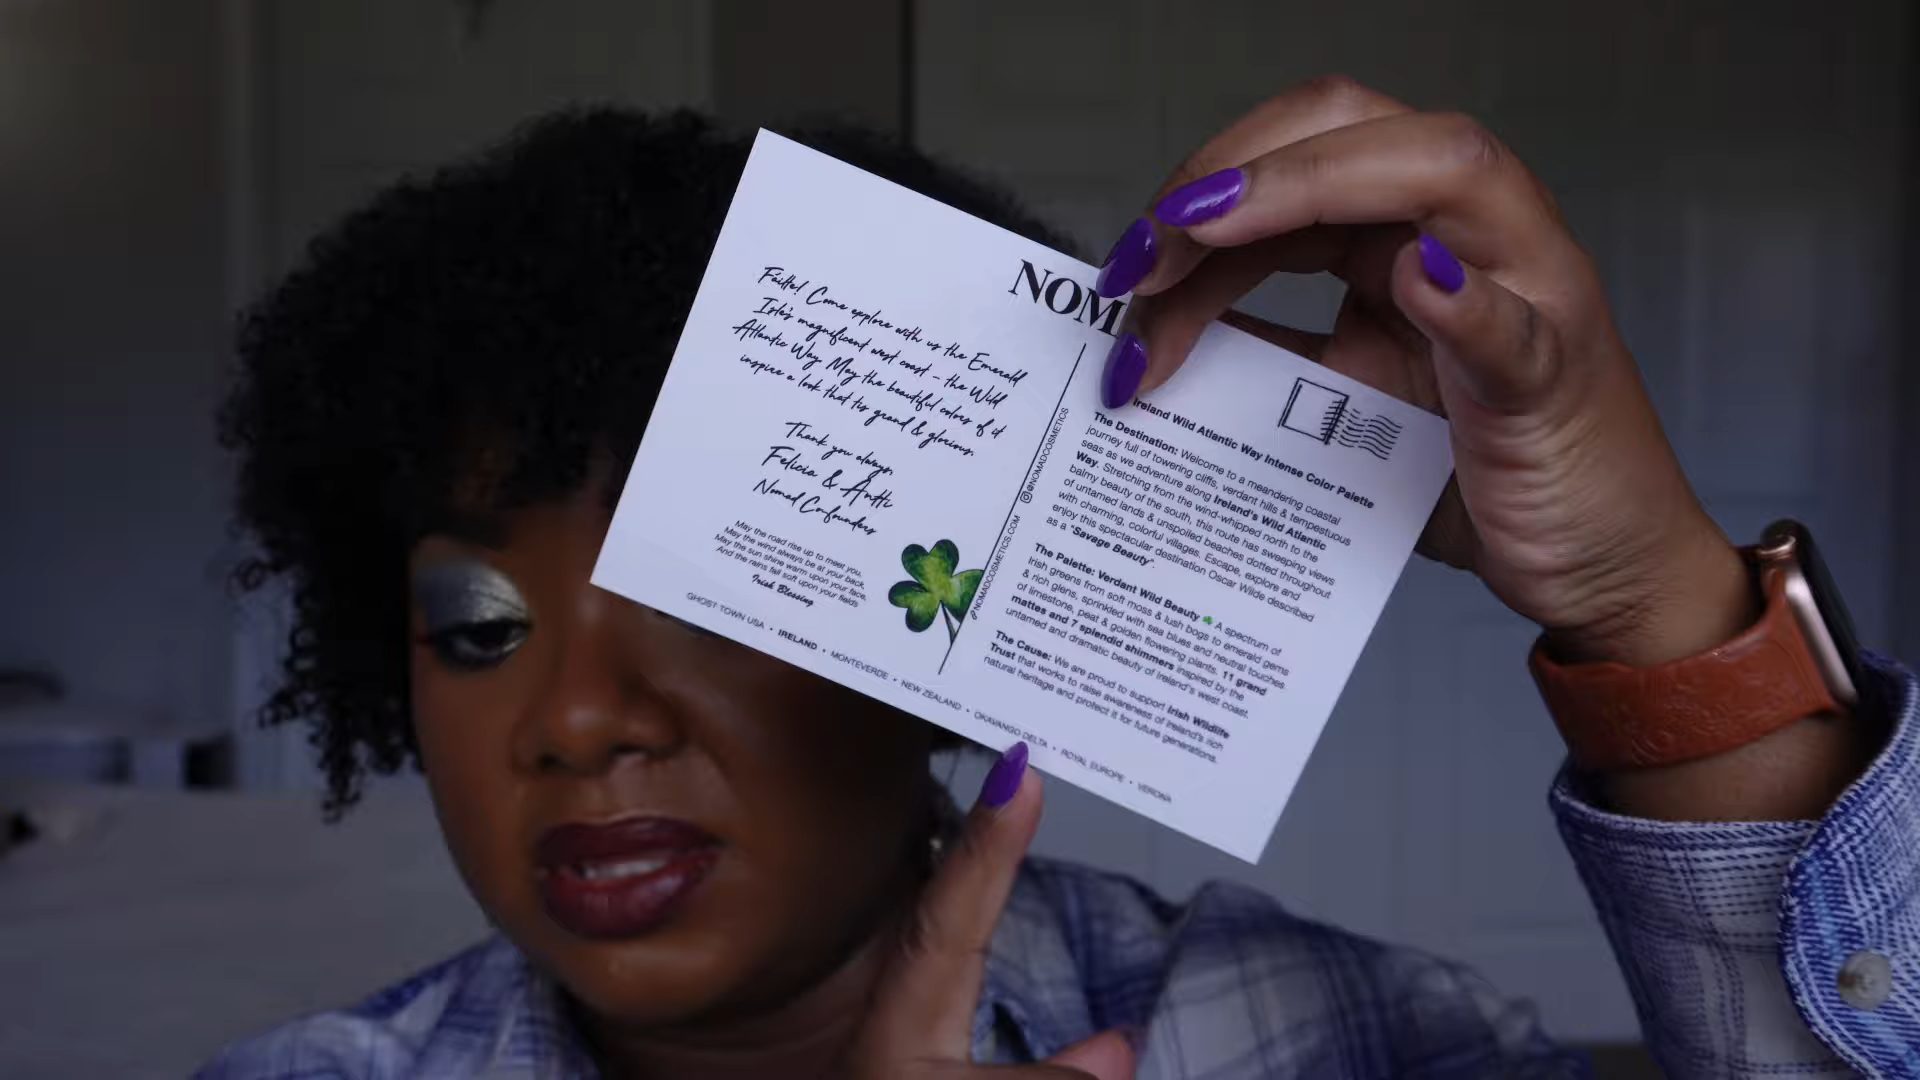 NOM
Fáilte! Come explore with us the Emerald
Isle's magnificent west coast – the Wild
Atlantic Way. May the beautiful colors of it
inspire a look that tis grand & glorious.
Thank you always,
Felicia & Antti
Nomad Cofounders
May the road rise up to meet you,
May the wind always be at your back,
May the sun shine warm upon your face,
And the rains fall soft upon your fields
Irish Blessing
@NOMADCOSMETICS
NOMADCOSMETICS.COM
Ireland Wild Atlantic Way Intense Color Palette
The Destination: Welcome to a meandering coastal
journey full of towering cliffs, verdant hills & tempestuous
seas as we adventure along Ireland's Wild Atlantic
Way. Stretching from the wind-whipped north to the
balmy beauty of the south, this route has sweeping views
of untamed lands & unspoiled beaches dotted throughout
with charming, colorful villages. Escape, explore and
enjoy this spectacular destination Oscar Wilde described
as a "Savage Beauty".
The Palette: Verdant Wild Beauty A spectrum of
Irish greens from soft moss & lush bogs to emerald gems
& rich glens, sprinkled with sea blues and neutral touches
of limestone, peat & golden flowering plants. 11 grand
mattes and 7 splendid shimmers inspired by the
untamed and dramatic beauty of Ireland's west coast.
The Cause: We are proud to support Irish Wildlife
Trust that works to raise awareness of Ireland's rich
natural heritage and protect it for future generations.
GHOST TOWN USA • IRELAND • MONTEVERDE • NEW ZEALAND • OKAVANGO DELTA • ROYAL EUROPE • VERONA